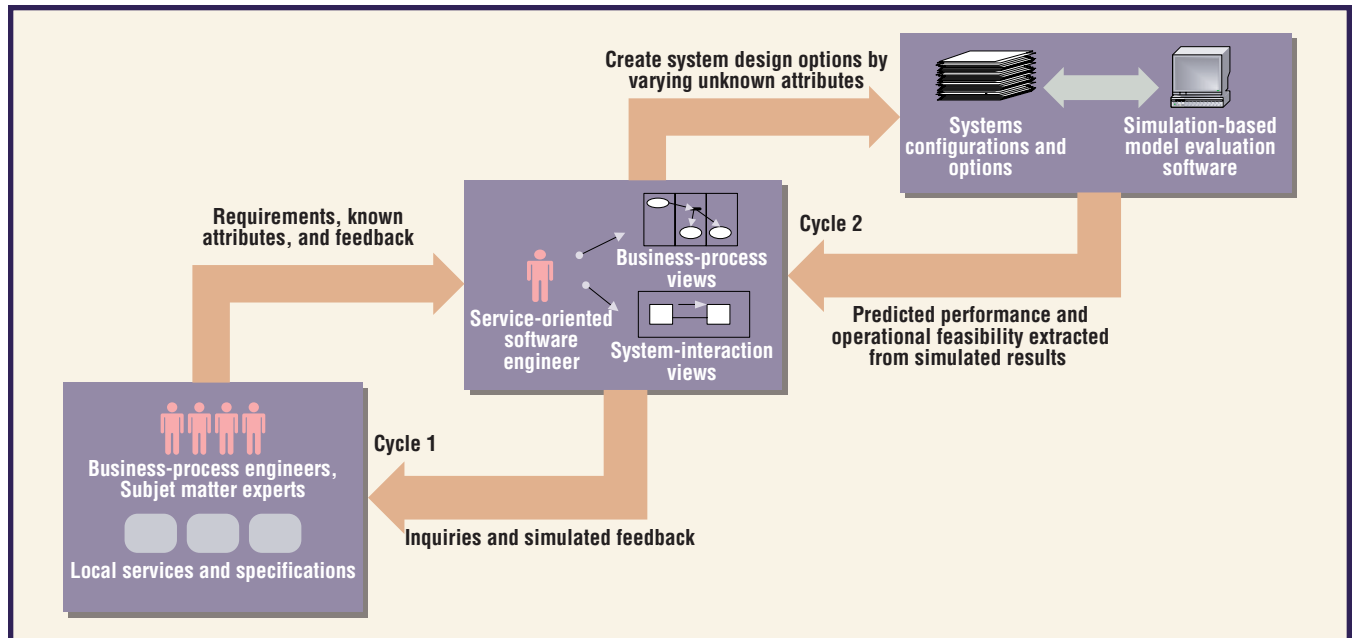 Create system design options by
varying unknown attributes
Systems
configurations and
options
Simulation-based
model evaluation
software
Requirements, known
attributes, and feedback
Cycle 2
Business-process
views
Service-oriented
software
engineer
System-interaction
views
Predicted performance and
operational feasibility extracted
from simulated results
Cycle 1
Business-process engineers,
Subjet matter experts
Inquiries and simulated feedback
Local services and specifications